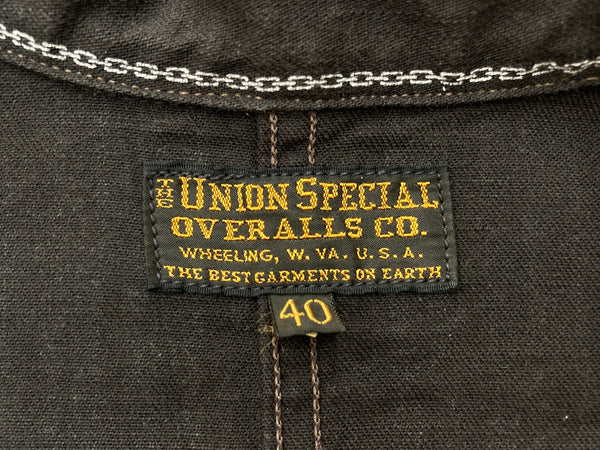 THE UNION SPECIAL
OVERALLS CO.
WHEELING, W. VA. U.S.A.
THE BEST GARMENTS ON EARTH
40